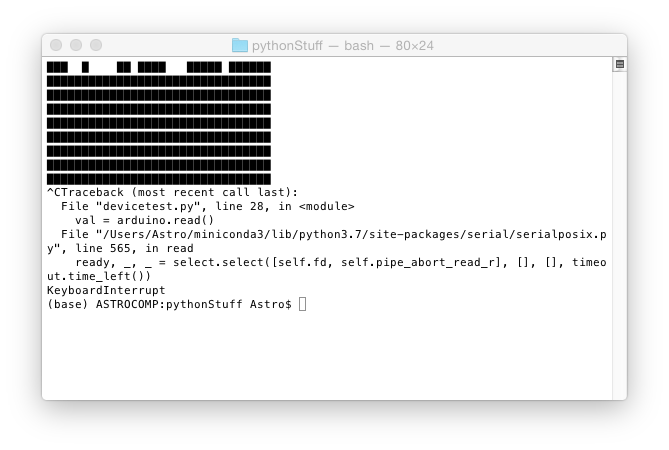 pythonStuff — bash — 80×24
^CTraceback (most recent call last):
  File "devicetest.py", line 28, in <module>
    val = arduino.read()
  File "/Users/Astro/miniconda3/lib/python3.7/site-packages/serial/serialposix.p
y", line 565, in read
    ready, _, _ = select.select([self.fd, self.pipe_abort_read_r], [], [], timeo
ut.time_left())
KeyboardInterrupt
(base) ASTROCOMP:pythonStuff Astro$